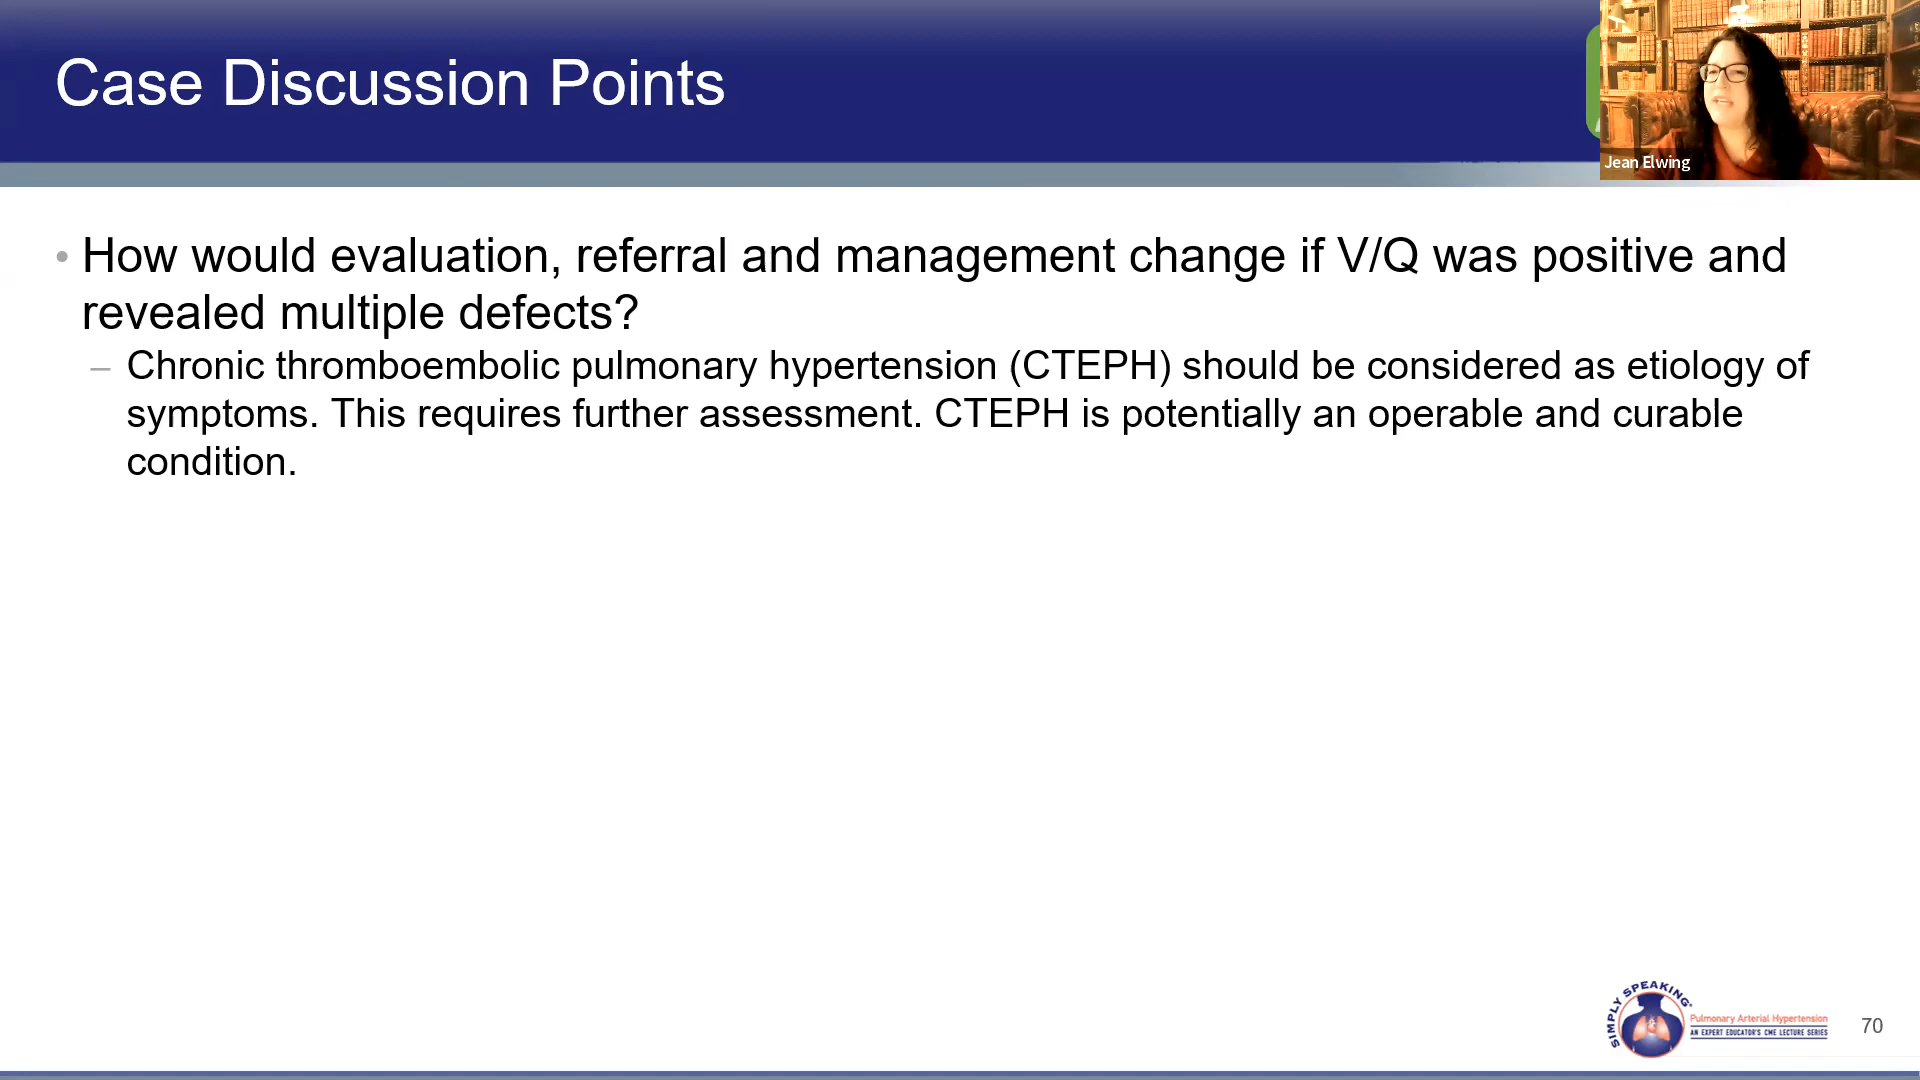 Case Discussion Points
Jean Elwing
• How would evaluation, referral and management change if V/Q was positive and
revealed multiple defects?
– Chronic thromboembolic pulmonary hypertension (CTEPH) should be considered as etiology of
symptoms. This requires further assessment. CTEPH is potentially an operable and curable
condition.
SIMPLY SPEAKING®
Pulmonary Arterial Hypertension
AN EXPERT EDUCATOR'S CME LECTURE SERIES
70